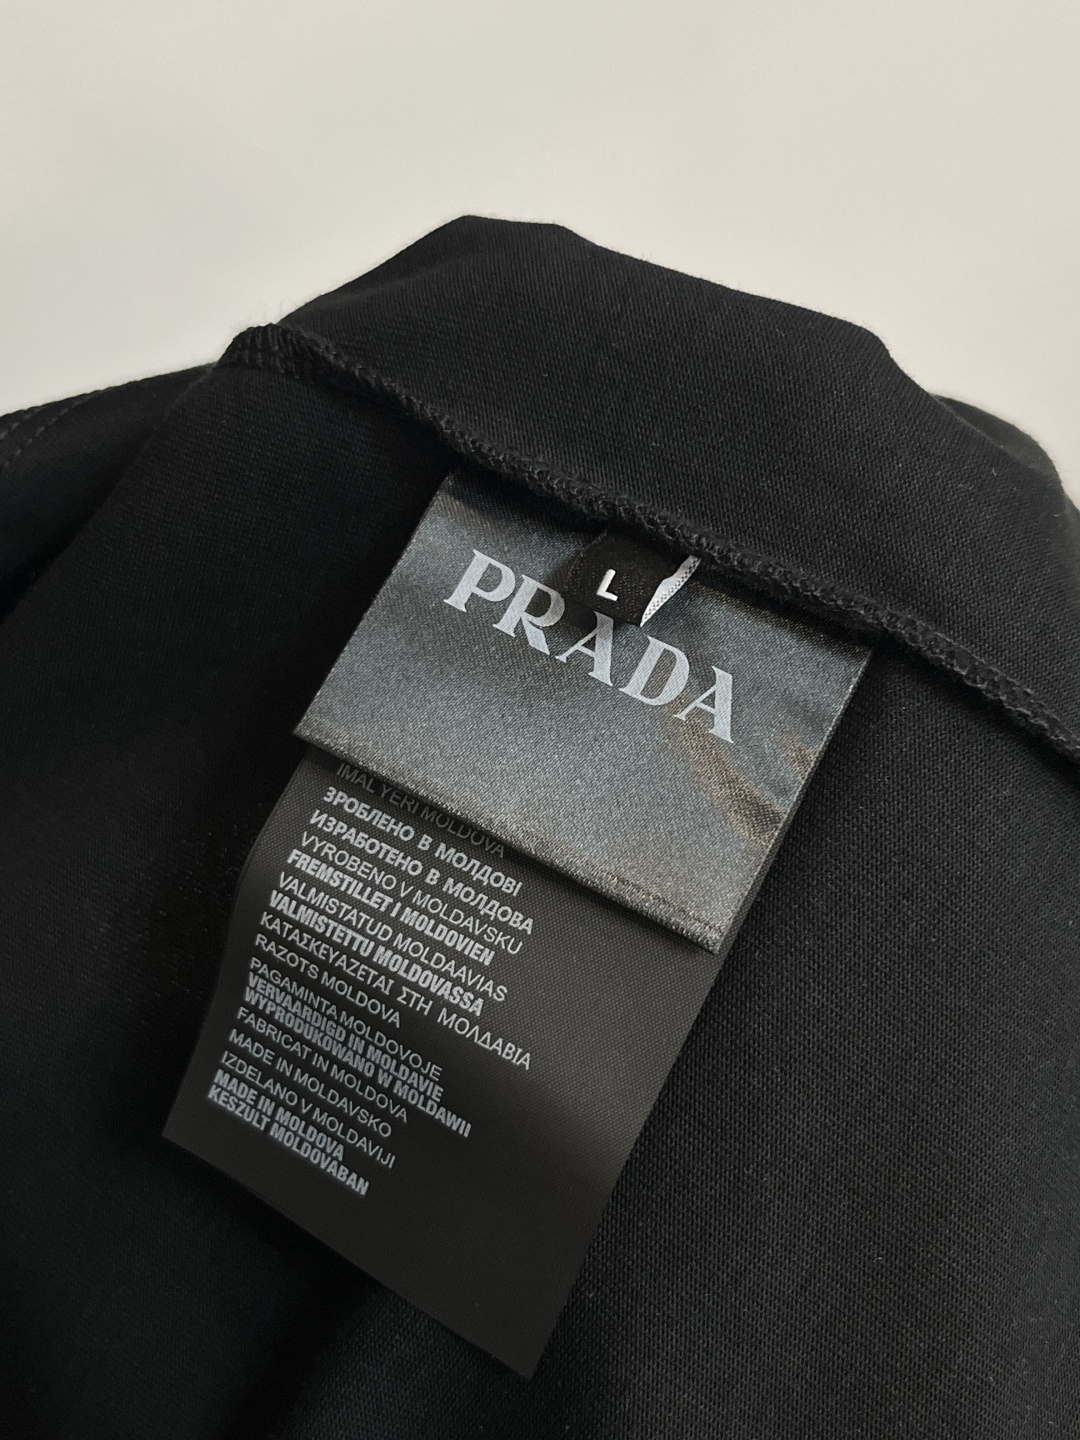 L
PRADA
IMAL YERI MOLDOVA
ЗРОБЛЕНО В МОЛДОВІ
ИЗРАБОТЕНО В МОЛДОВА
VYROBENO V MOLDAVSKU
FREMSTILLET I MOLDOVIEN
VALMISTATUD MOLDAAVIAS
VALMISTETTU MOLDOVASSA
ΚΑΤΑΣΚΕΥΑΖΕΤΑΙ ΣΤΗ ΜΟΛΔΑΒΙΑ
RAZOTS MOLDOVA
PAGAMINTA MOLDOVOJE
VERVAARDIGD IN MOLDAVIE
WYPRODUKOWANO W MOLDAWII
FABRICAT IN MOLDOVA
MADE IN MOLDAVSKO
IZDELANO V MOLDAVIJI
MADE IN MOLDOVA
KESZULT MOLDOVABAN